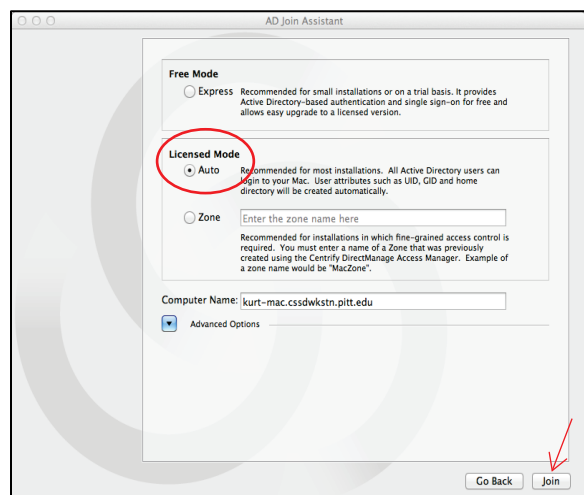 AD Join Assistant
Free Mode
Express
Recommended for small installations or on a trial basis. It provides
Active Directory-based authentication and single sign-on for free and
allows easy upgrade to a licensed version.
Licensed Mode
Auto
Recommended for most installations. All Active Directory users can
login to your Mac. User attributes such as UID, GID and home
directory will be created automatically.
Zone
Enter the zone name here
Recommended for installations in which fine-grained access control is
required. You must enter a name of a Zone that was previously
created using the Centrify DirectManage Access Manager. Example of
a zone name would be "MacZone".
Computer Name: kurt-mac.cssdwkstn.pitt.edu
Advanced Options
Go Back
Join